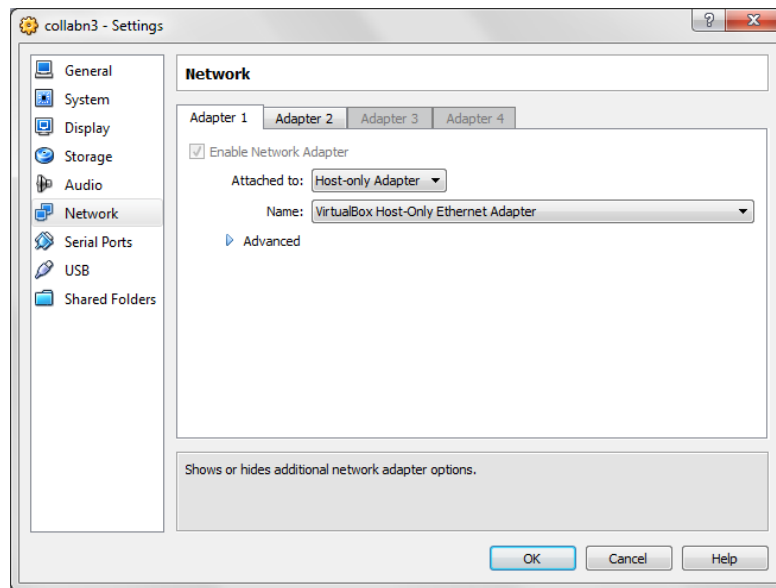 collabn3 - Settings
General
System
Display
Storage
Audio
Network
Serial Ports
USB
Shared Folders
Network
Adapter 1 Adapter 2 Adapter 3 Adapter 4
Enable Network Adapter
Attached to: Host-only Adapter
Name: VirtualBox Host-Only Ethernet Adapter
Advanced
Shows or hides additional network adapter options.
OK Cancel Help